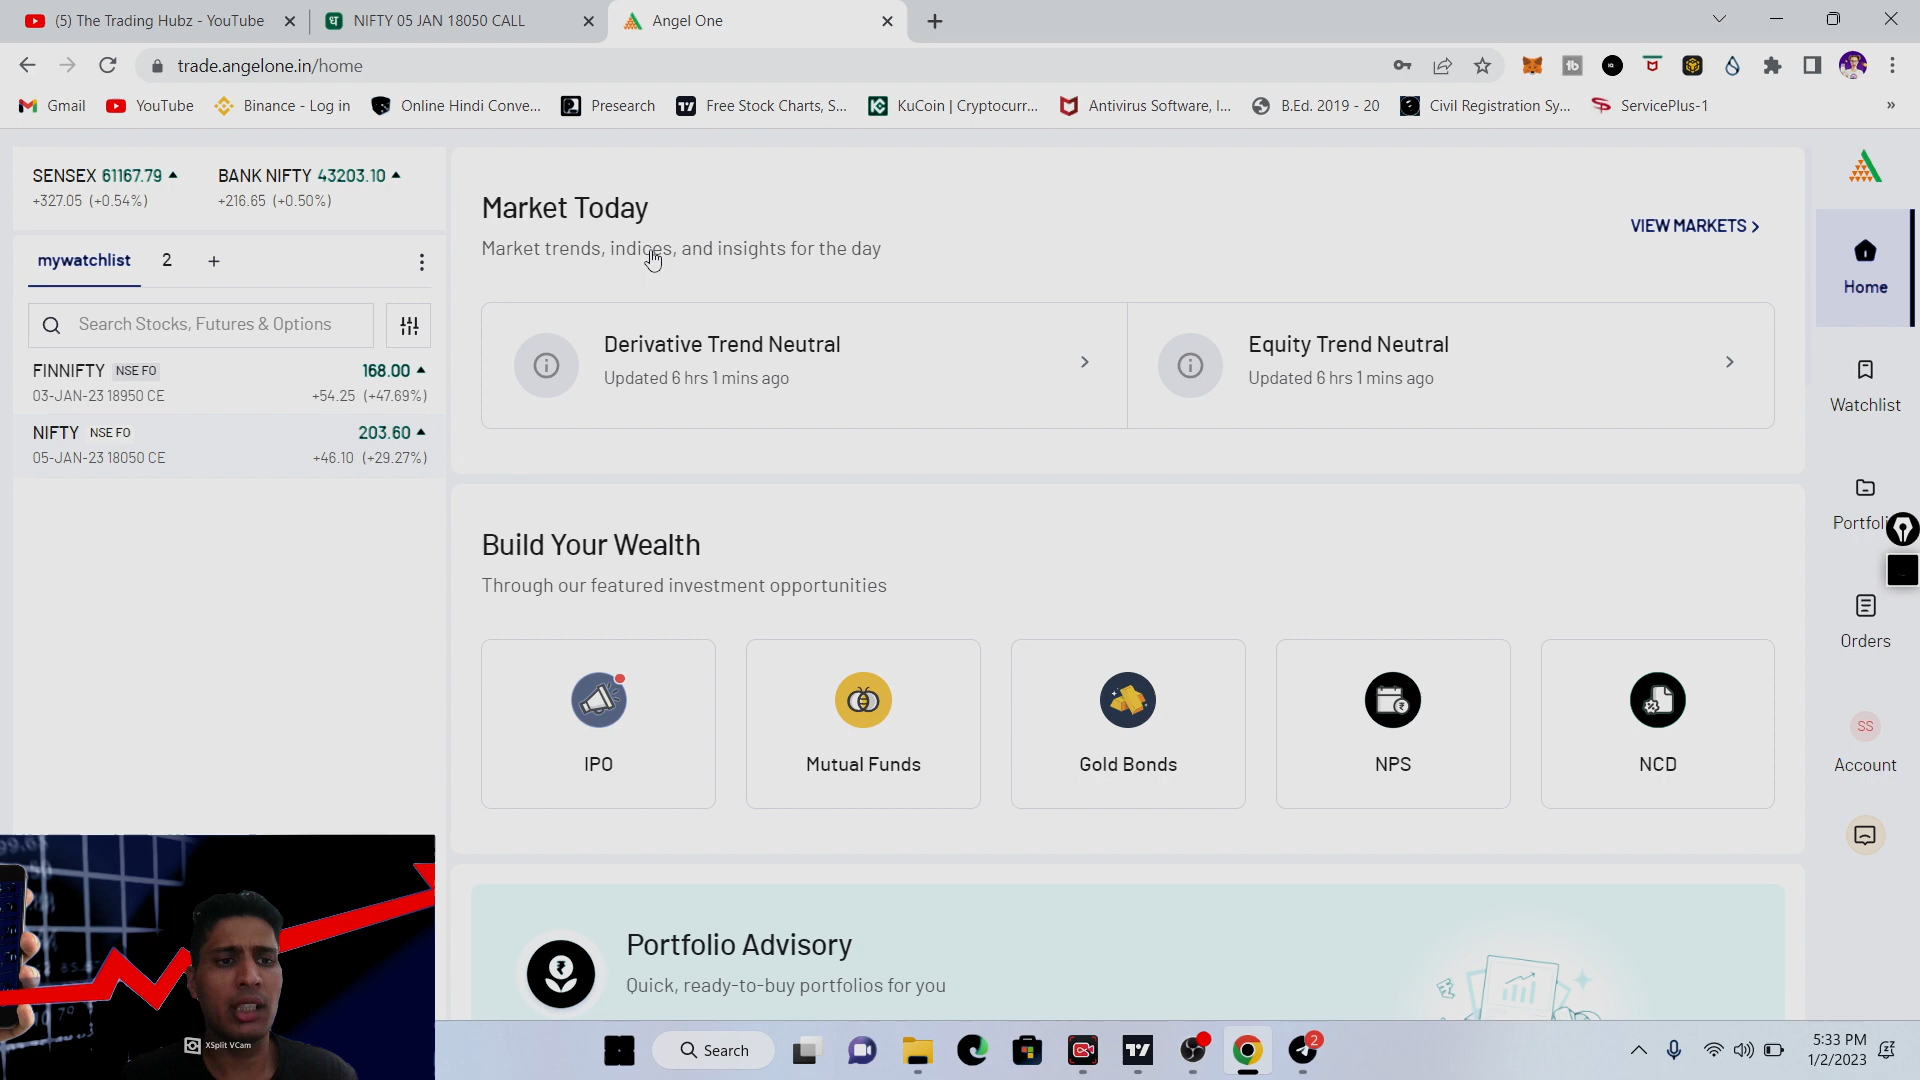 (5) The Trading Hubz - YouTube
NIFTY 05 JAN 18050 CALL
Angel One
trade.angelone.in/home
Gmail
YouTube
Binance - Log in
Online Hindi Conve...
Presearch
Free Stock Charts, S...
KuCoin | Cryptocurr...
Antivirus Software, I...
B.Ed. 2019 - 20
Civil Registration Sy...
ServicePlus-1
»
SENSEX 61167.79
+327.05 (+0.54%)
BANK NIFTY 43203.10
+216.65 (+0.50%)
mywatchlist 2 +
Search Stocks, Futures & Options
FINNIFTY NSE FO 168.00
03-JAN-23 18950 CE +54.25 (+47.69%)
NIFTY NSE FO 203.60
05-JAN-23 18050 CE +46.10 (+29.27%)
Market Today
Market trends, indices, and insights for the day
VIEW MARKETS >
Derivative Trend Neutral
Updated 6 hrs 1 mins ago
Equity Trend Neutral
Updated 6 hrs 1 mins ago
Build Your Wealth
Through our featured investment opportunities
IPO
Mutual Funds
Gold Bonds
NPS
NCD
Portfolio Advisory
Quick, ready-to-buy portfolios for you
Home
Watchlist
Portfoli
Orders
SS
Account
XSplit VCam
Search
2
5:33 PM
1/2/2023